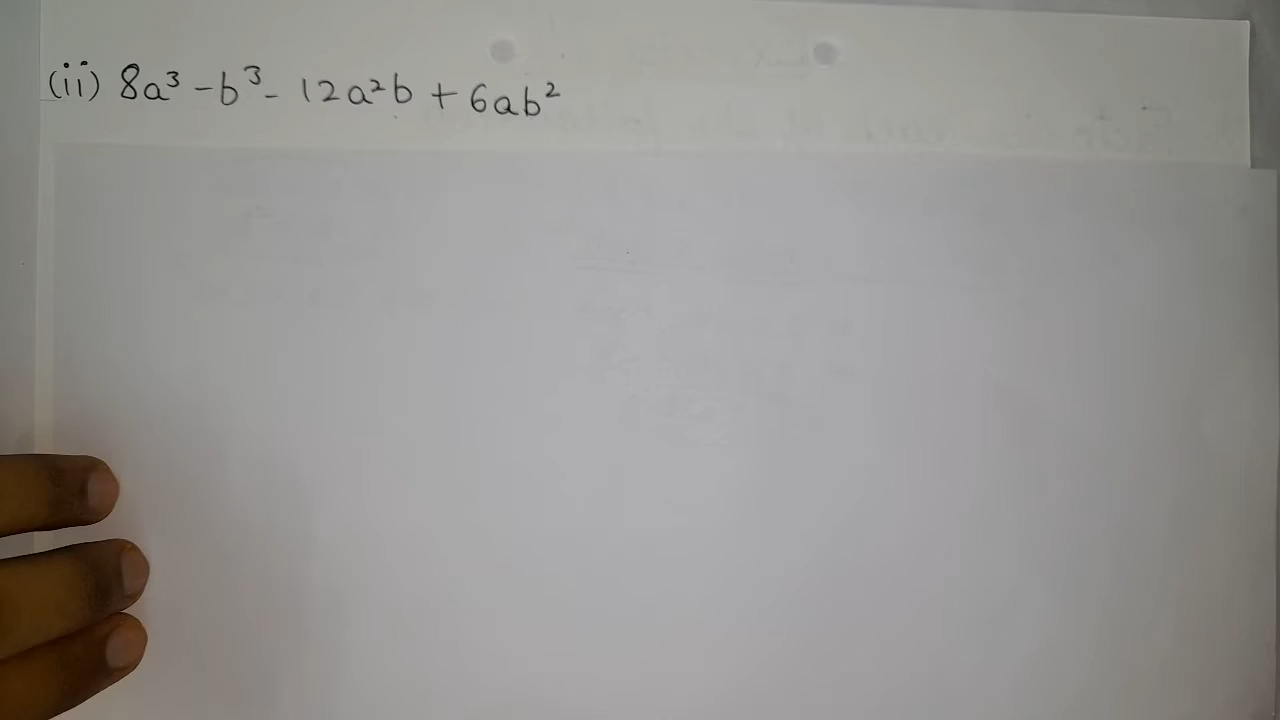 (ii) 8a³ - b³ - 12a²b + 6ab²